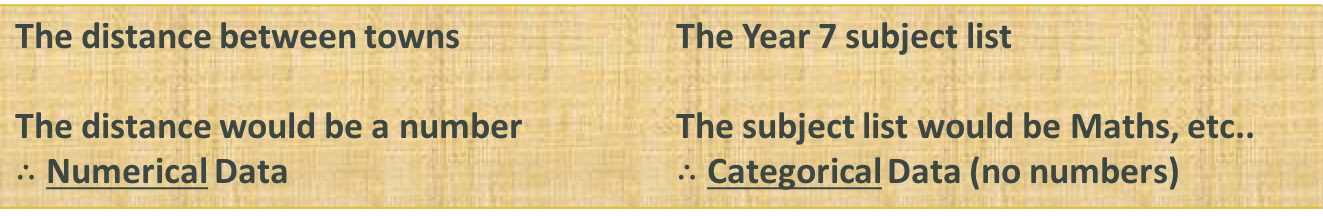 The distance between towns
The distance would be a number
∴ Numerical Data
The Year 7 subject list
The subject list would be Maths, etc..
∴ Categorical Data (no numbers)